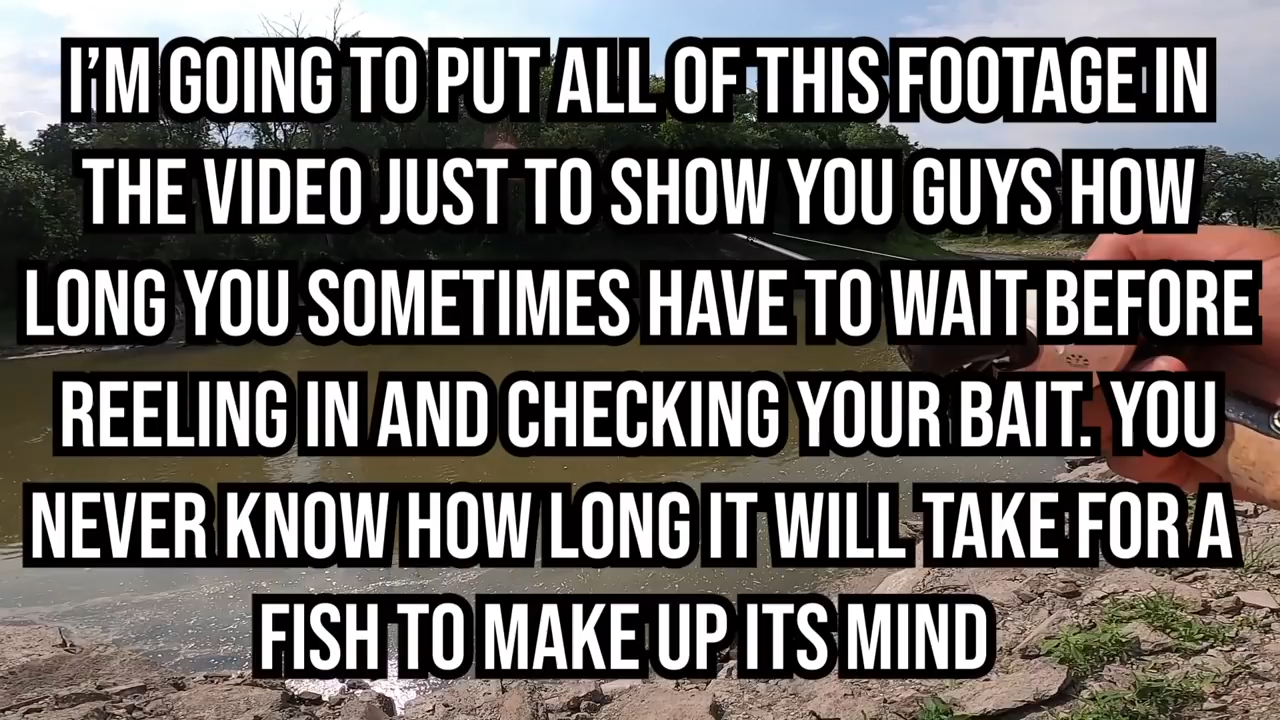 I'M GOING TO PUT ALL OF THIS FOOTAGE IN
THE VIDEO JUST TO SHOW YOU GUYS HOW
LONG YOU SOMETIMES HAVE TO WAIT BEFORE
REELING IN AND CHECKING YOUR BAIT. YOU
NEVER KNOW HOW LONG IT WILL TAKE FOR A
FISH TO MAKE UP ITS MIND